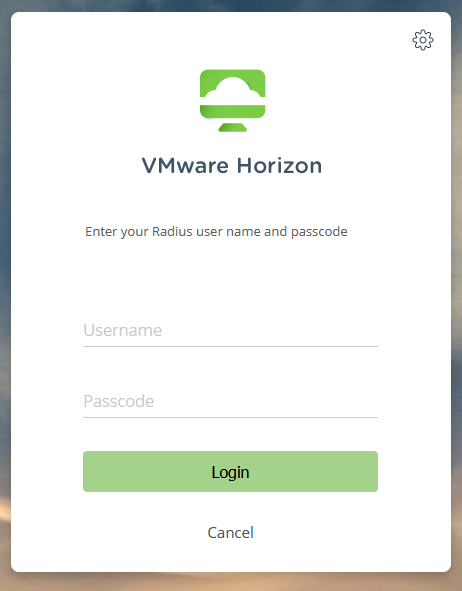 VMware Horizon
Enter your Radius user name and passcode
Username
Passcode
Login
Cancel